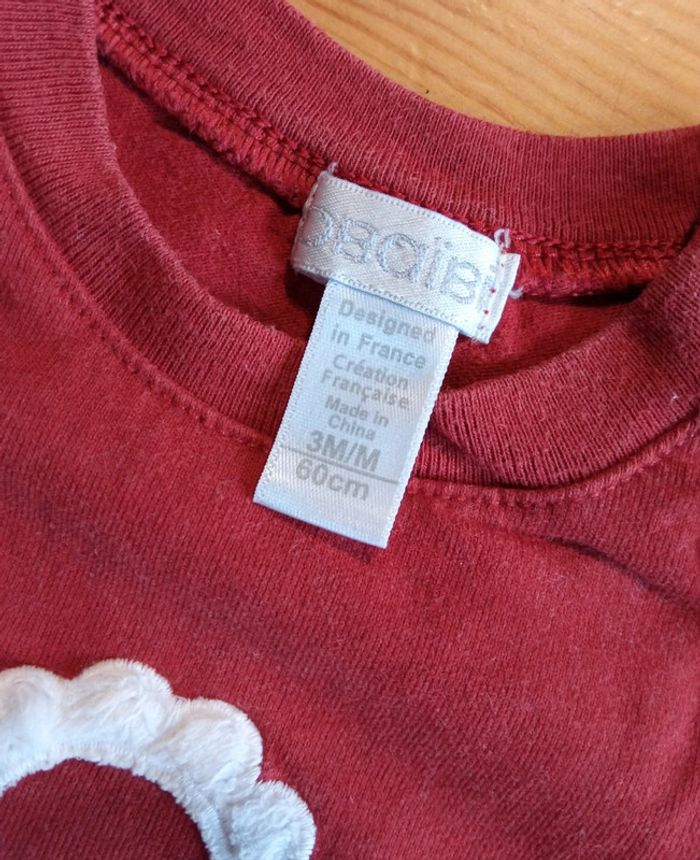 Designed
in France
Création
Française
Made in
China
3M/M
60cm